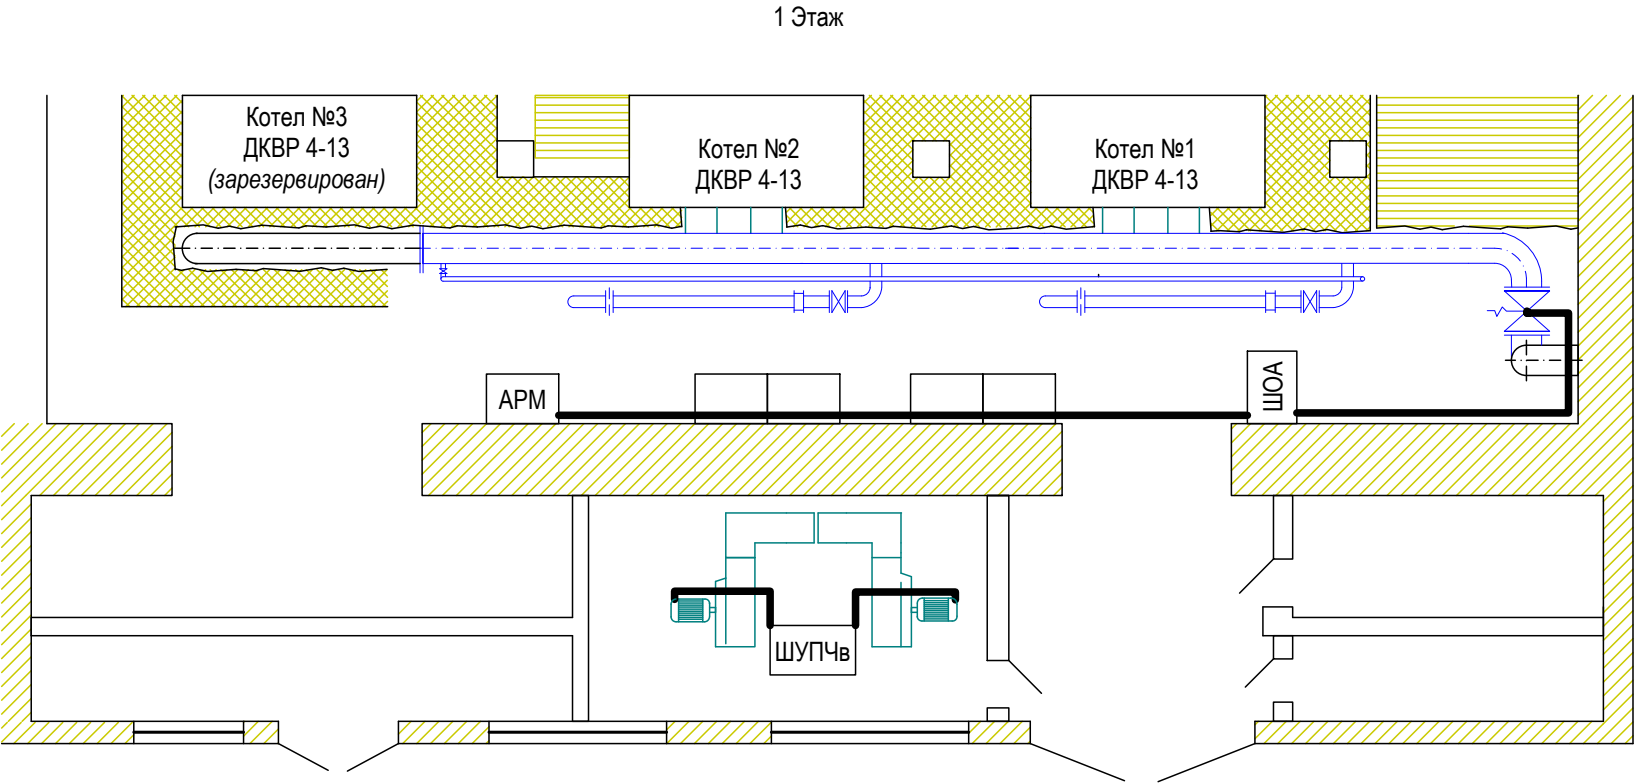 1 Этаж
Котел №3
ДКВР 4-13
(зарезервирован)
Котел №2
ДКВР 4-13
Котел №1
ДКВР 4-13
АРМ
ШОА
ШУПЧв